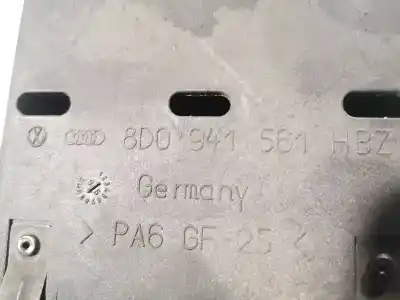 8D0 941 561 HBZ
Germany
> PA6 GF-25 <